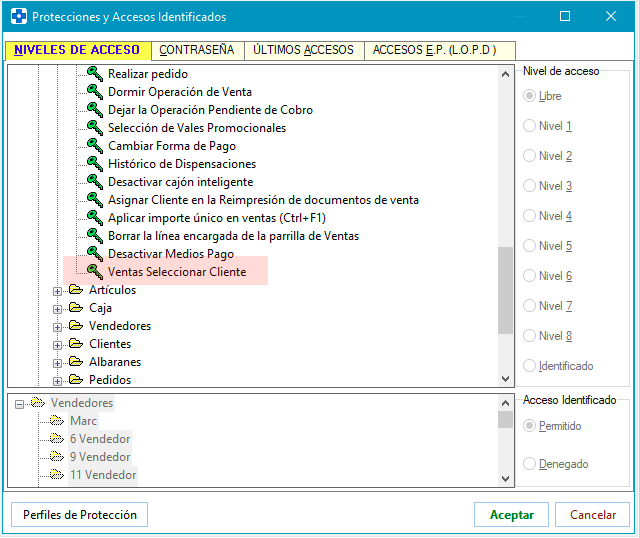 Protecciones y Accesos Identificados
NIVELES DE ACCESO
CONTRASEÑA
ÚLTIMOS ACCESOS
ACCESOS E.P. (L.O.P.D )
Realizar pedido
Dormir Operación de Venta
Dejar la Operación Pendiente de Cobro
Selección de Vales Promocionales
Cambiar Forma de Pago
Histórico de Dispensaciones
Desactivar cajón inteligente
Asignar Cliente en la Reimpresión de documentos de venta
Aplicar importe único en ventas (Ctrl+F1)
Borrar la línea encargada de la parrilla de Ventas
Desactivar Medios Pago
Ventas Seleccionar Cliente
Artículos
Caja
Vendedores
Clientes
Albaranes
Pedidos
Nivel de acceso
Libre
Nivel 1
Nivel 2
Nivel 3
Nivel 4
Nivel 5
Nivel 6
Nivel 7
Nivel 8
Identificado
Vendedores
Marc
6 Vendedor
9 Vendedor
11 Vendedor
Acceso Identificado
Permitido
Denegado
Perfiles de Protección
Aceptar
Cancelar